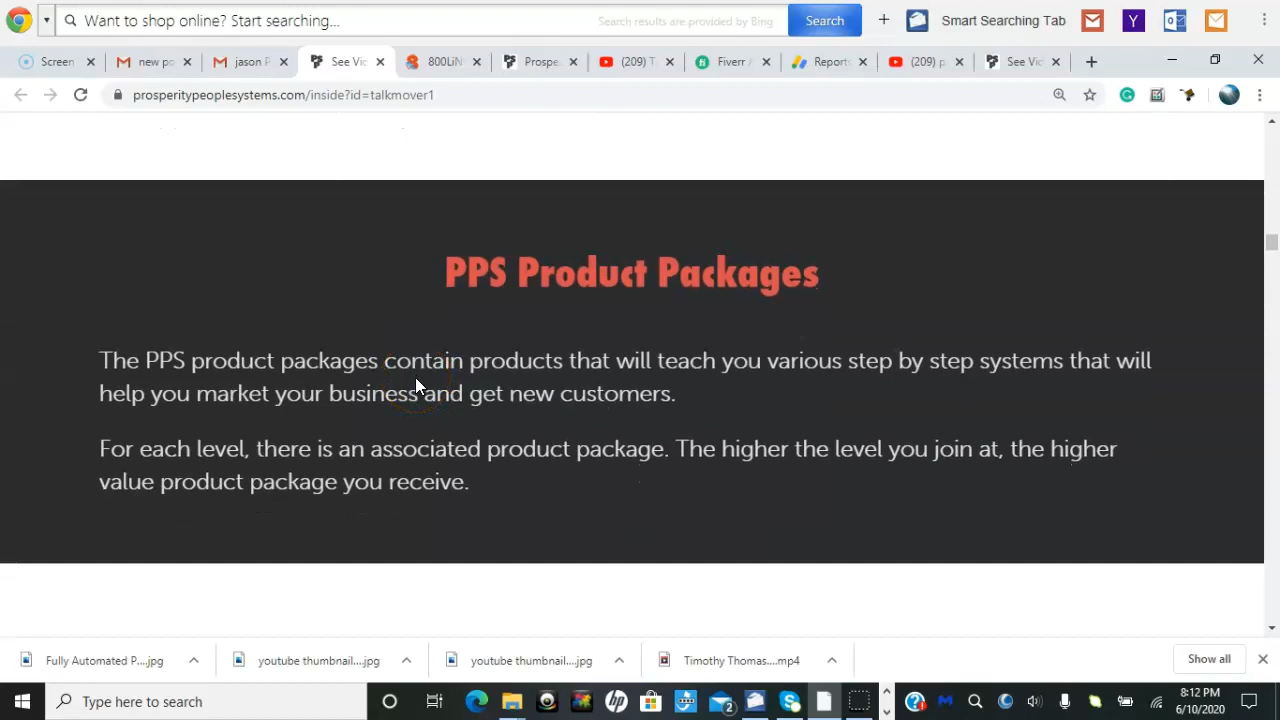 Want to shop online? Start searching...
Search results are provided by Bing
Search
Smart Searching Tab
Screen
new po
jason P
See Vic
800LiN
Prospe
(209) T
Fiverr /
Reports
(209) p
See Vic
prosperitypeoplesystems.com/inside?id=talkmover1
PPS Product Packages
The PPS product packages contain products that will teach you various step by step systems that will
help you market your business and get new customers.
For each level, there is an associated product package. The higher the level you join at, the higher
value product package you receive.
Fully Automated P....jpg
youtube thumbnail....jpg
youtube thumbnail....jpg
Timothy Thomas....mp4
Show all
Type here to search
2
8:12 PM
6/10/2020